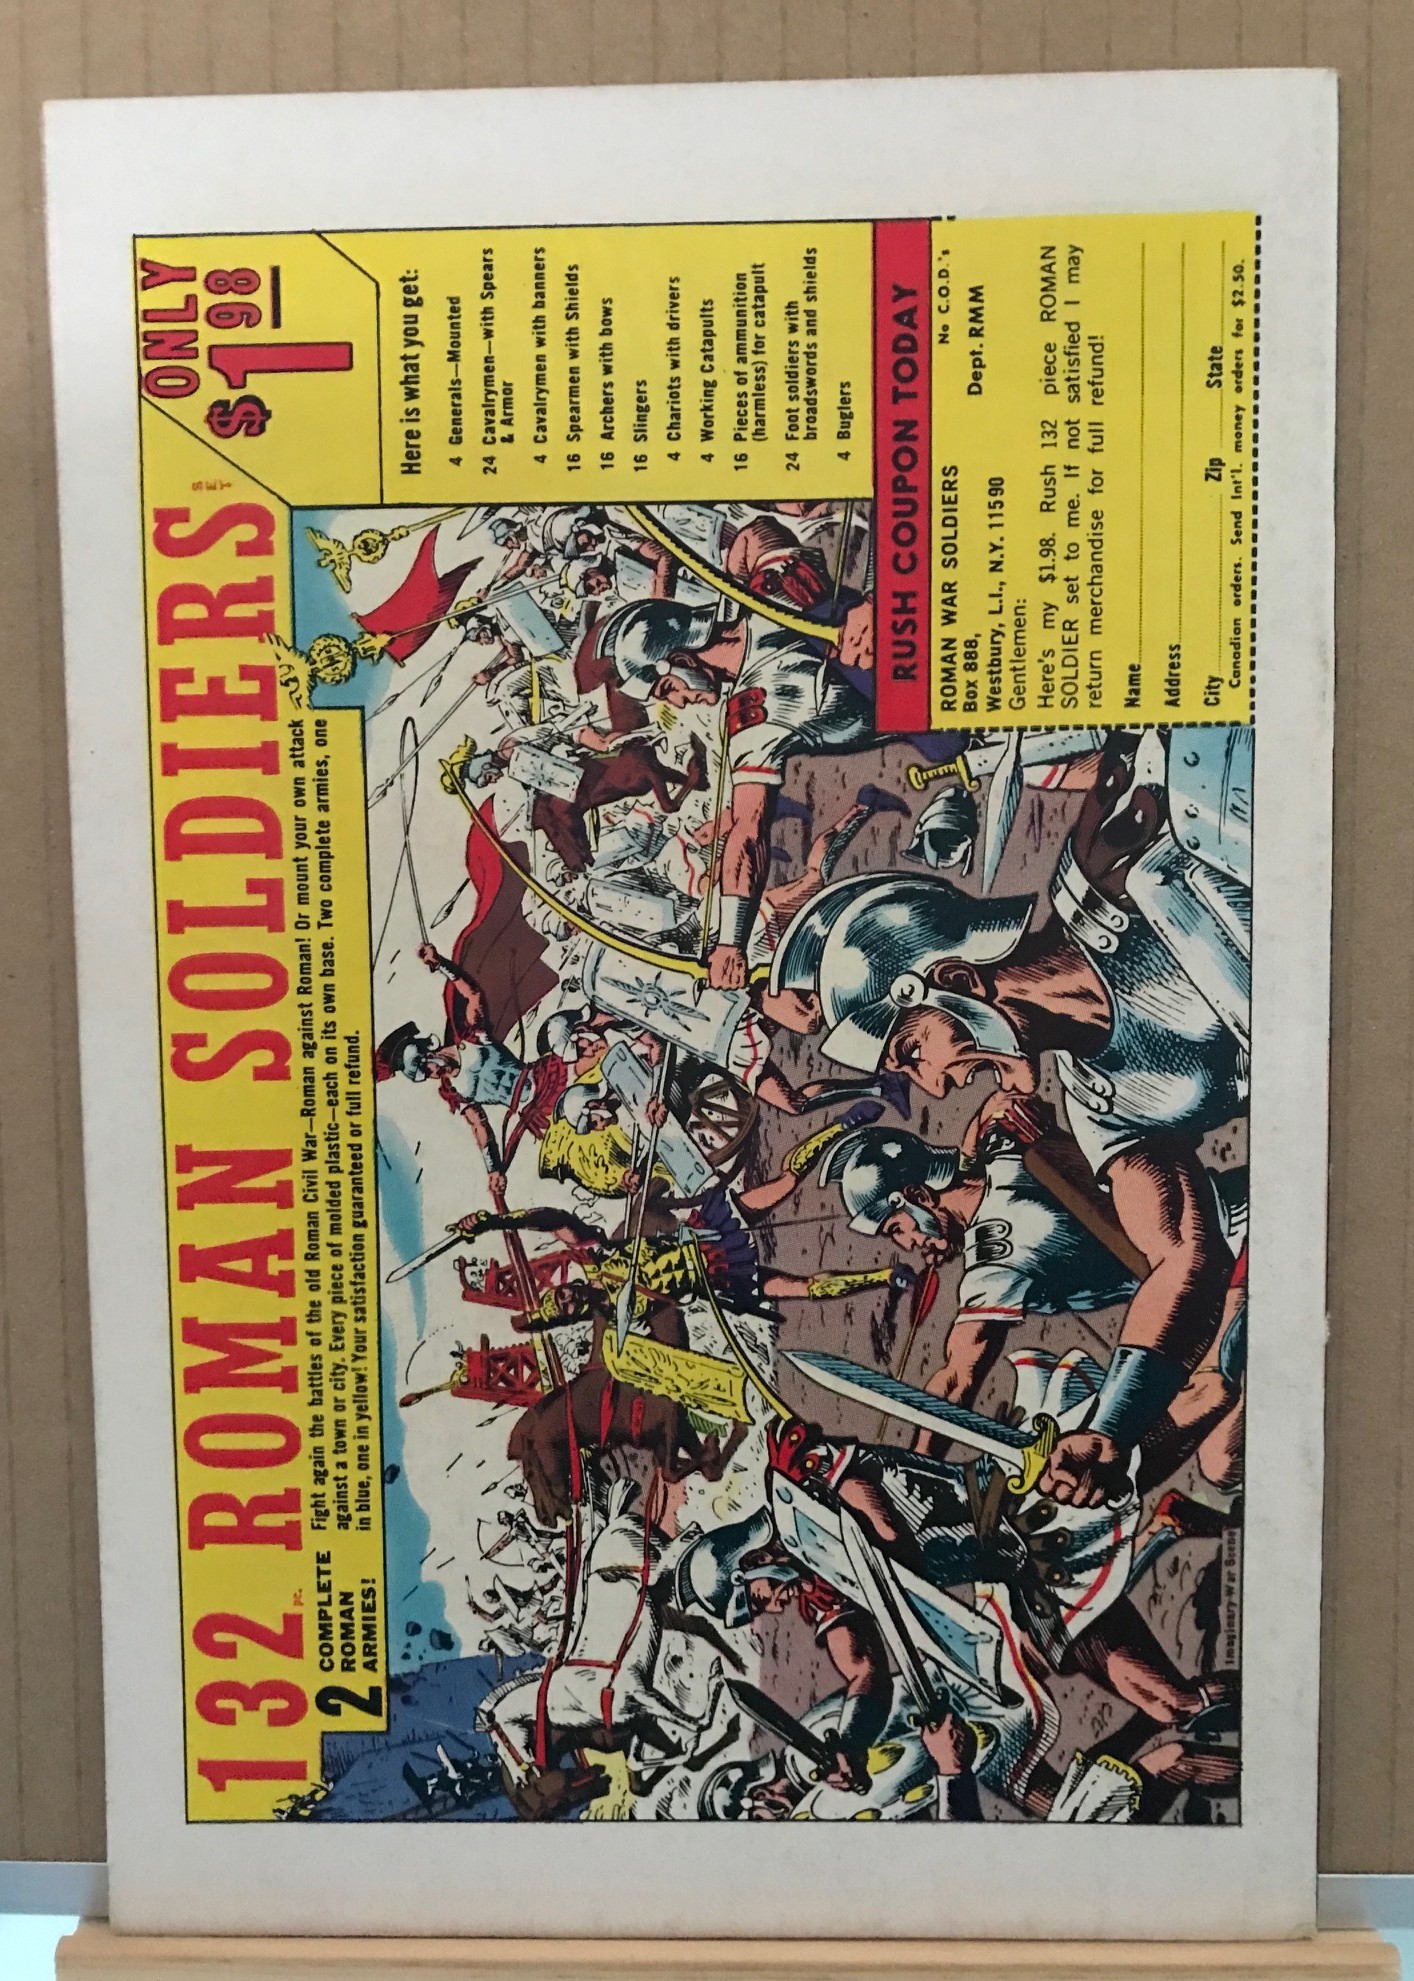 132 pc. ROMAN SOLDIERS SET
ONLY
$1.98
2 COMPLETE
ROMAN
ARMIES!
Fight again the battles of the old Roman Civil War—Roman against Roman! Or mount your own attack
against a town or city. Every piece of molded plastic—each on its own base. Two complete armies, one
in blue, one in yellow! Your satisfaction guaranteed or full refund.
Here is what you get:
4 Generals—Mounted
24 Cavalrymen—with Spears
& Armor
4 Cavalrymen with banners
16 Spearmen with Shields
16 Archers with bows
16 Slingers
4 Chariots with drivers
4 Working Catapults
16 Pieces of ammunition
(harmless) for catapult
24 Foot soldiers with
broadswords and shields
4 Buglers
RUSH COUPON TODAY
No C.O.D.'s
ROMAN WAR SOLDIERS
Box 888, Dept. RMM
Westbury, L.I., N.Y. 11590
Gentlemen:
Here's my $1.98. Rush 132 piece ROMAN
SOLDIER set to me. If not satisfied I may
return merchandise for full refund!
Name
Address
City Zip State
Canadian orders. Send Int'l. money orders for $2.50.
Imaginary War Scene